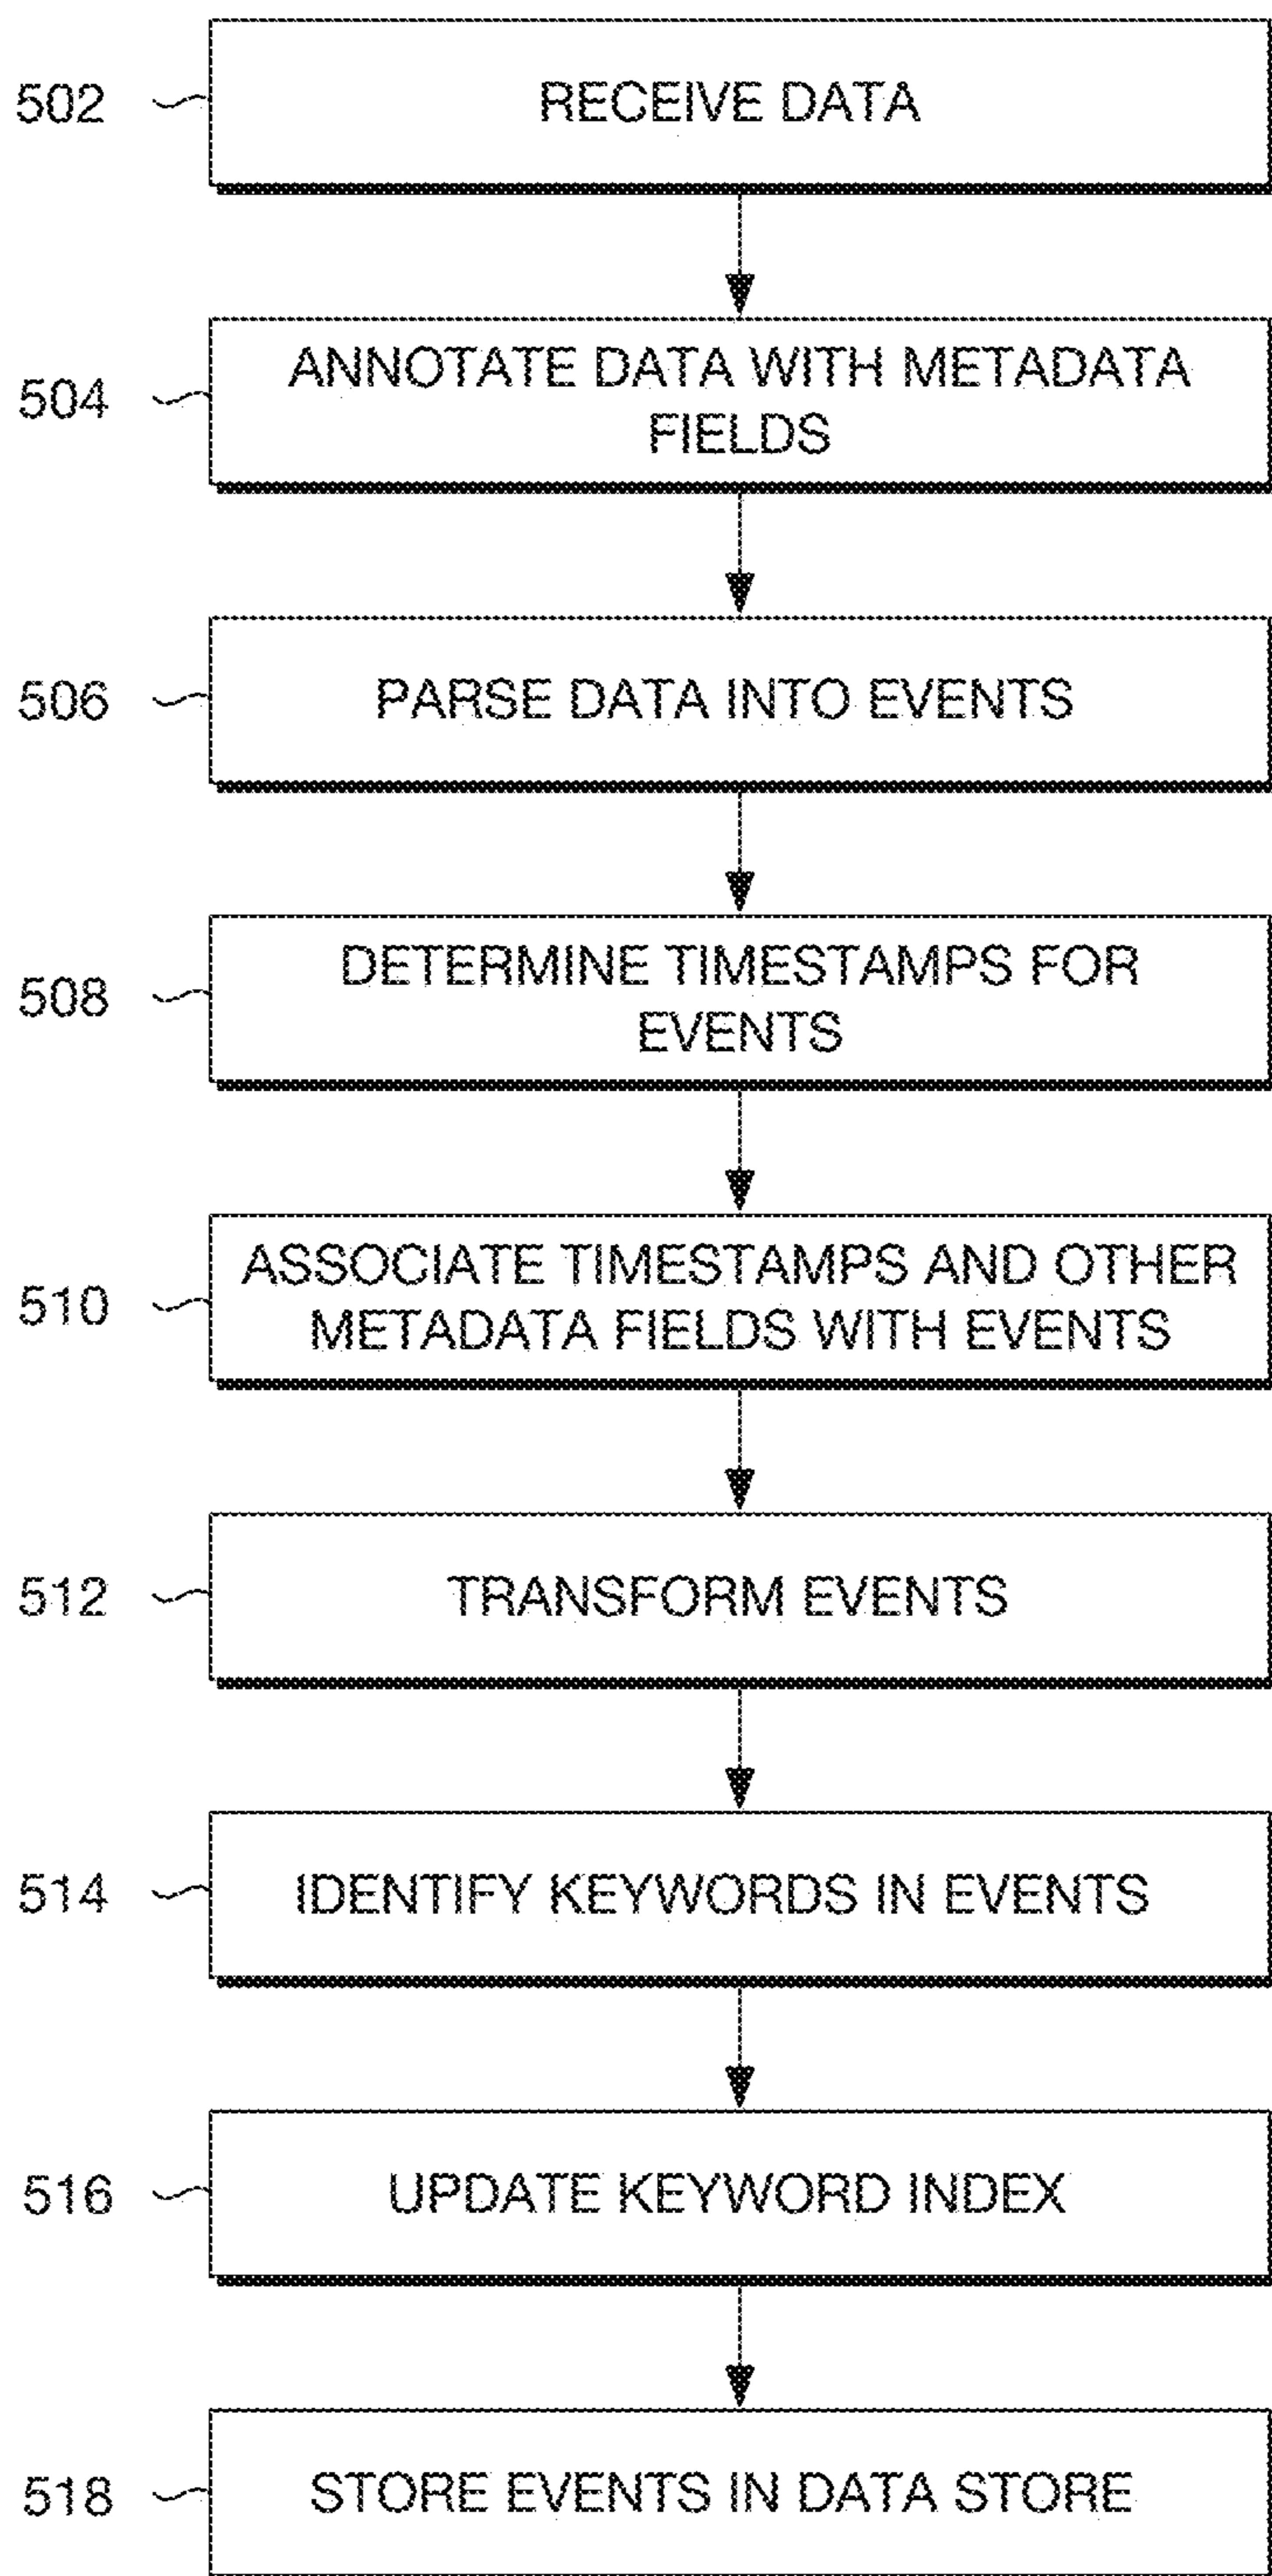 502
RECEIVE DATA
504
ANNOTATE DATA WITH METADATA
FIELDS
506
PARSE DATA INTO EVENTS
508
DETERMINE TIMESTAMPS FOR
EVENTS
510
ASSOCIATE TIMESTAMPS AND OTHER
METADATA FIELDS WITH EVENTS
512
TRANSFORM EVENTS
514
IDENTIFY KEYWORDS IN EVENTS
516
UPDATE KEYWORD INDEX
518
STORE EVENTS IN DATA STORE